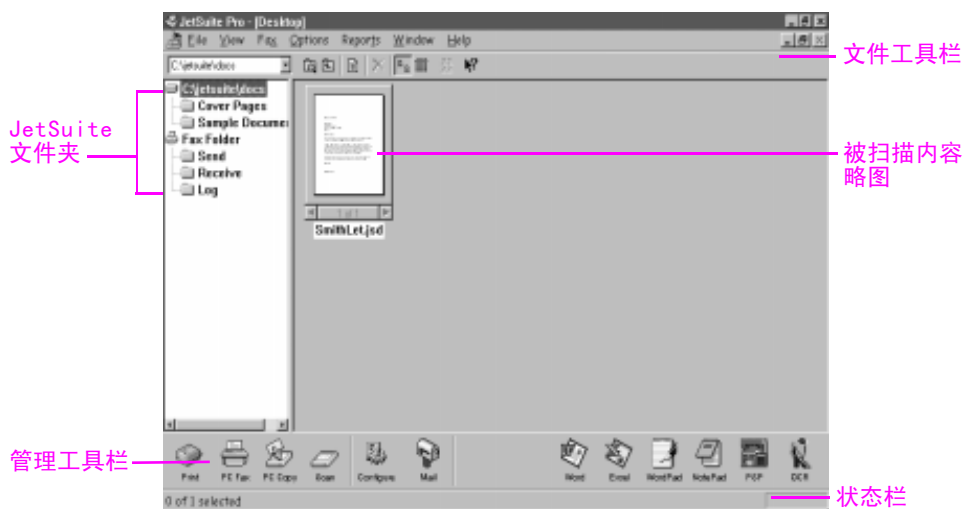 JetSuite Pro - [Desktop]
File View Fax Options Reports Window Help
文件工具栏
C:\jetsuite\docs
C:\jetsuite\docs
Cover Pages
Sample Documer
Fax Folder
Send
Receive
Log
JetSuite
文件夹
被扫描内容
略图
1 of 1
SmithLet.jsd
管理工具栏
Print PC Fax PC Copy Scan Configure Mail Word Excel WordPad NotePad PSP OCR
0 of 1 selected
状态栏